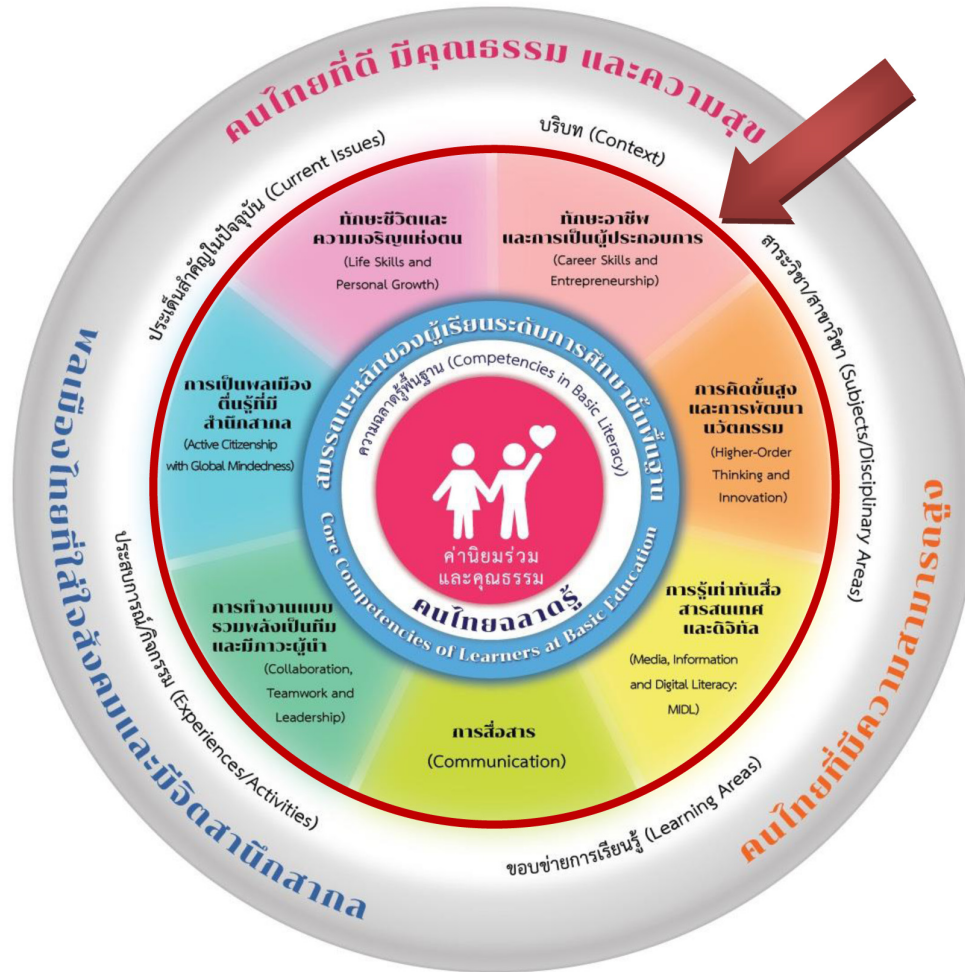 คนไทยที่ดี มีคุณธรรม และความสุข
คนไทยที่มีความสามารถสูง
พลเมืองไทยที่ใส่ใจสังคมและมีจิตสำนึกสากล
บริบท (Context)
สาระวิชา/สาขาวิชา (Subjects/Disciplinary Areas)
ขอบข่ายการเรียนรู้ (Learning Areas)
ประสบการณ์/กิจกรรม (Experiences/Activities)
ประเด็นสำคัญในปัจจุบัน (Current Issues)
ทักษะชีวิตและ
ความเจริญแห่งตน
(Life Skills and
Personal Growth)
ทักษะอาชีพ
และการเป็นผู้ประกอบการ
(Career Skills and
Entrepreneurship)
การคิดขั้นสูง
และการพัฒนา
นวัตกรรม
(Higher-Order
Thinking and
Innovation)
การรู้เท่าทันสื่อ
สารสนเทศ
และดิจิทัล
(Media, Information
and Digital Literacy:
MIDL)
การสื่อสาร
(Communication)
การทำงานแบบ
รวมพลังเป็นทีม
และมีภาวะผู้นำ
(Collaboration,
Teamwork and
Leadership)
การเป็นพลเมือง
ตื่นรู้ที่มี
สำนึกสากล
(Active Citizenship
with Global Mindedness)
สมรรถนะหลักของผู้เรียนระดับการศึกษาขั้นพื้นฐาน
Core Competencies of Learners at Basic Education
ความฉลาดรู้พื้นฐาน (Competencies in Basic Literacy)
ค่านิยมร่วม
และคุณธรรม
คนไทยฉลาดรู้